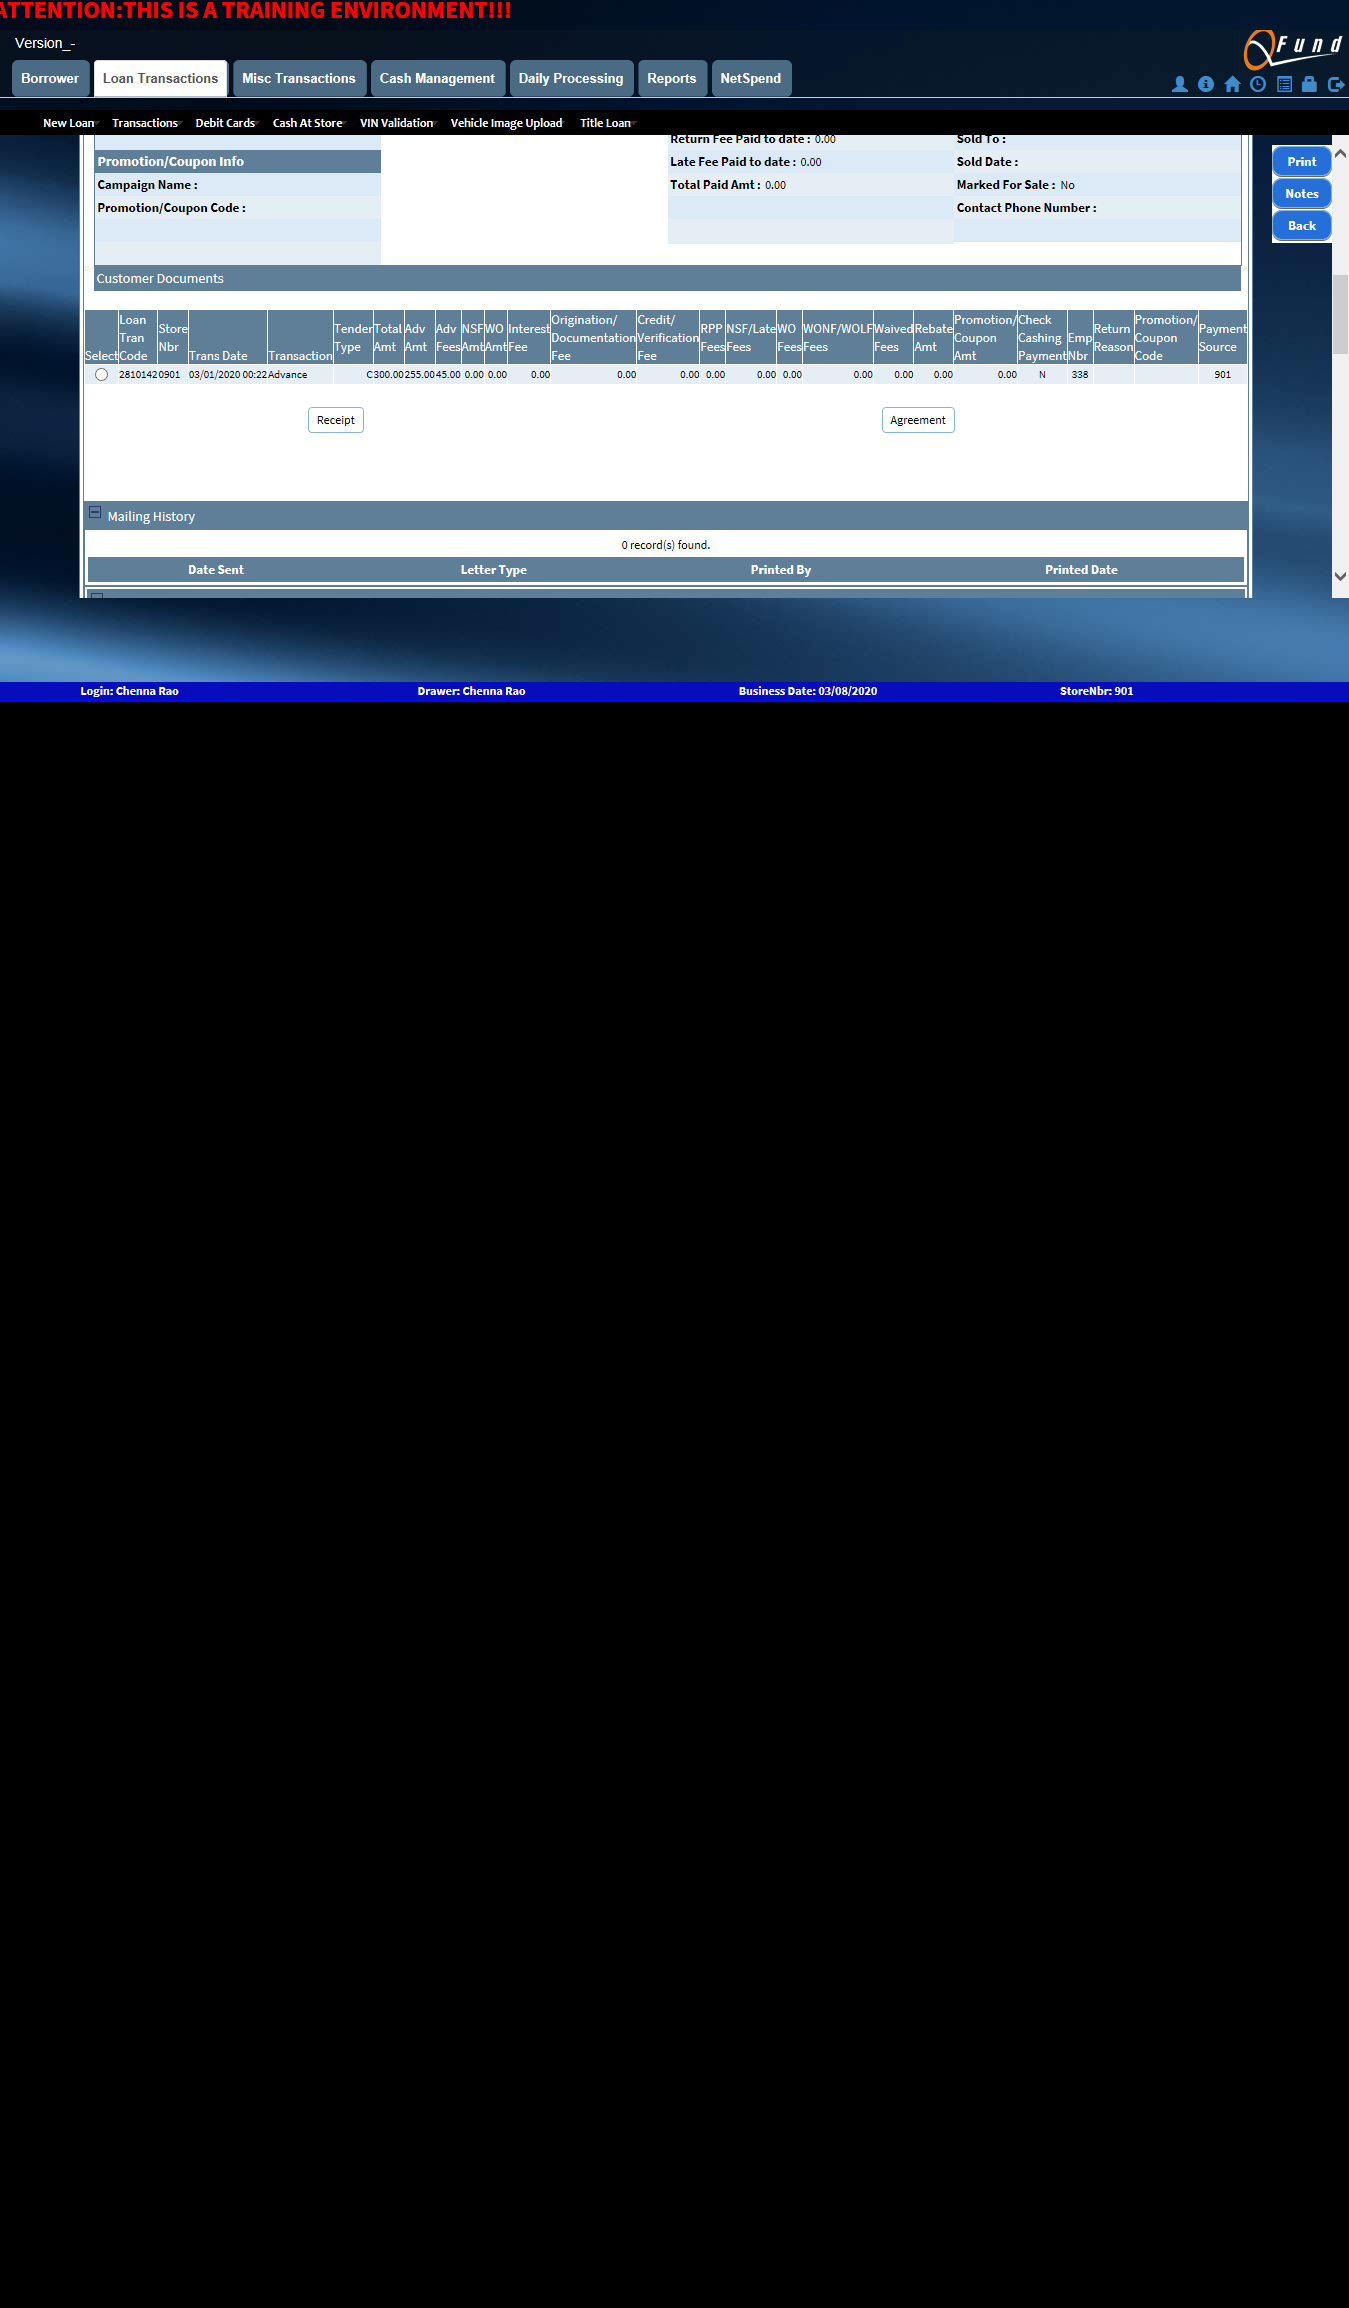 ATTENTION:THIS IS A TRAINING ENVIRONMENT!!!
Version_-
QFund
Borrower Loan Transactions Misc Transactions Cash Management Daily Processing Reports NetSpend
New Loan Transactions Debit Cards Cash At Store VIN Validation Vehicle Image Upload Title Loan
Return Fee Paid to date : 0.00 Sold To :
Promotion/Coupon Info Late Fee Paid to date : 0.00 Sold Date :
Campaign Name : Total Paid Amt : 0.00 Marked For Sale : No
Promotion/Coupon Code : Contact Phone Number :
Print
Notes
Back
Customer Documents
Select Loan Tran Code Store Nbr Trans Date Transaction Tender Type Total Amt Adv Amt Adv Fees NSF Amt WO Amt Interest Fee Origination/ Documentation Fee Credit/ Verification Fee RPP Fees NSF/Late Fees WO Fees WONF/WOLF Fees Waived Fees Rebate Amt Promotion/ Coupon Amt Check Cashing Payment Emp Nbr Return Reason Promotion/ Coupon Code Payment Source
2810142 0901 03/01/2020 00:22 Advance C 300.00 255.00 45.00 0.00 0.00 0.00 0.00 0.00 0.00 0.00 0.00 0.00 0.00 0.00 0.00 N 338 901
Receipt Agreement
Mailing History
0 record(s) found.
Date Sent Letter Type Printed By Printed Date
Login: Chenna Rao Drawer: Chenna Rao Business Date: 03/08/2020 StoreNbr: 901